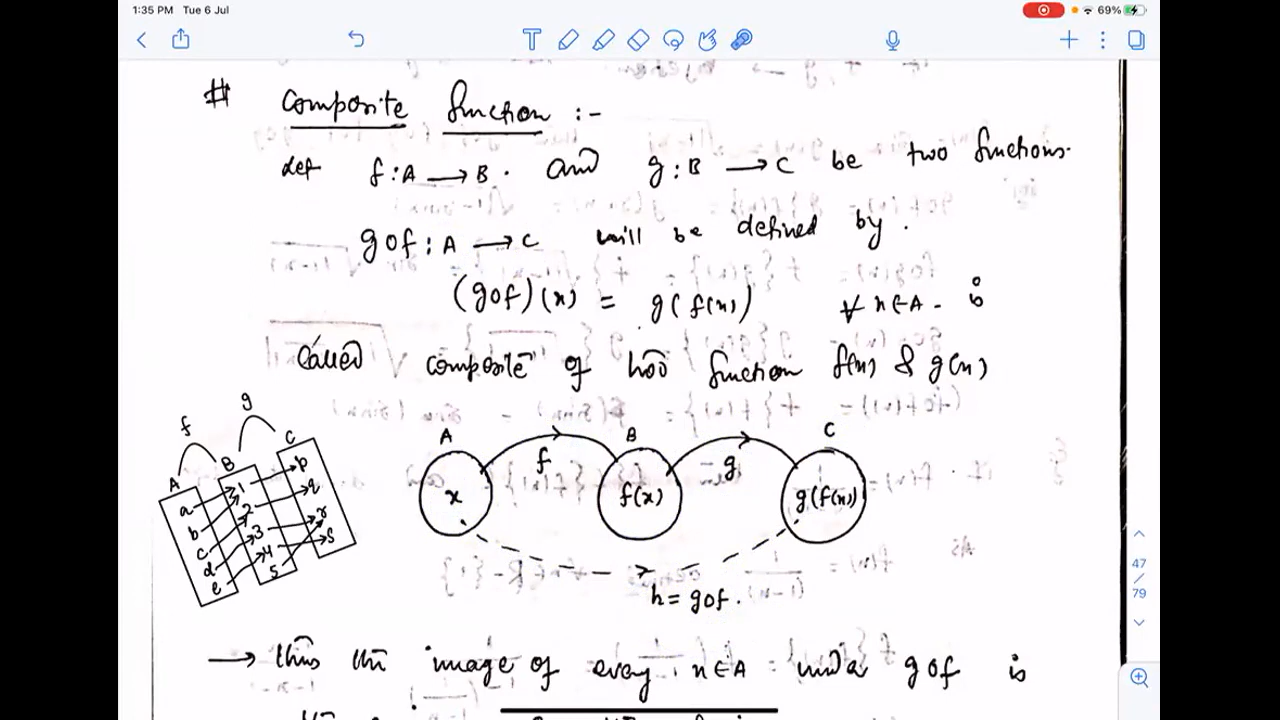 1:35 PM Tue 6 Jul
69%
# Composite function :-
def f : A → B . and g : B → C be two functions.
gof : A → C will be defined by .
(gof)(x) = g(f(x)) ∀ x∈A - is
Called composite of two function f(x) & g(x)
f g
A B C
a 1 p
b 2 q
c 3 r
d 4 s
e 5
A B C
f g
x f(x) g(f(x))
h = gof .
47
/
79
→ thus the image of every x∈A = under gof is